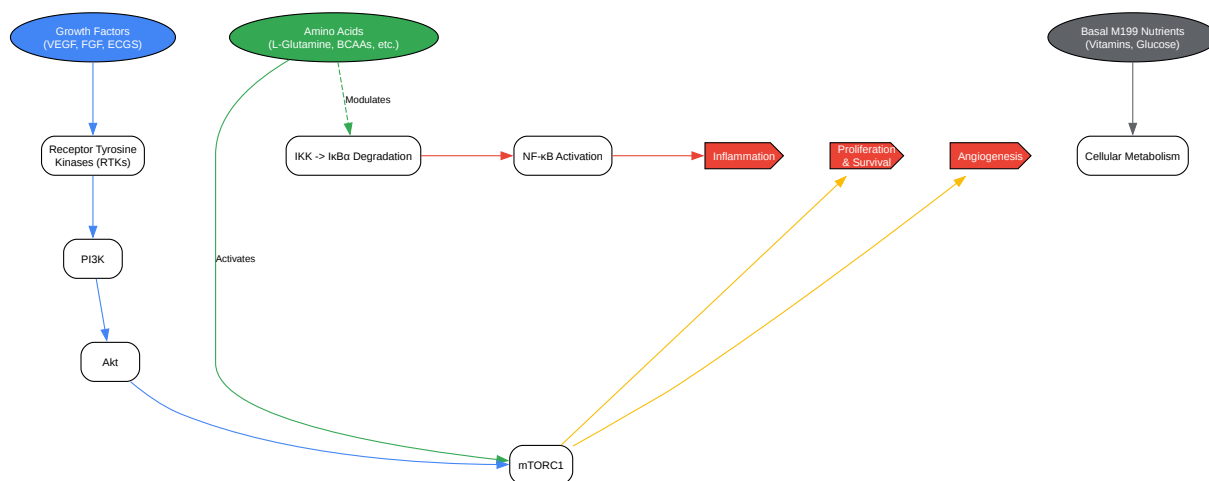 Growth Factors
(VEGF, FGF, ECGS)
Amino Acids
(L-Glutamine, BCAAs, etc.)
Basal M199 Nutrients
(Vitamins, Glucose)
Modulates
Receptor Tyrosine
Kinases (RTKs)
IKK -> IκBα Degradation
NF-κB Activation
Inflammation
Proliferation
& Survival
Angiogenesis
Cellular Metabolism
PI3K
Activates
Akt
mTORC1